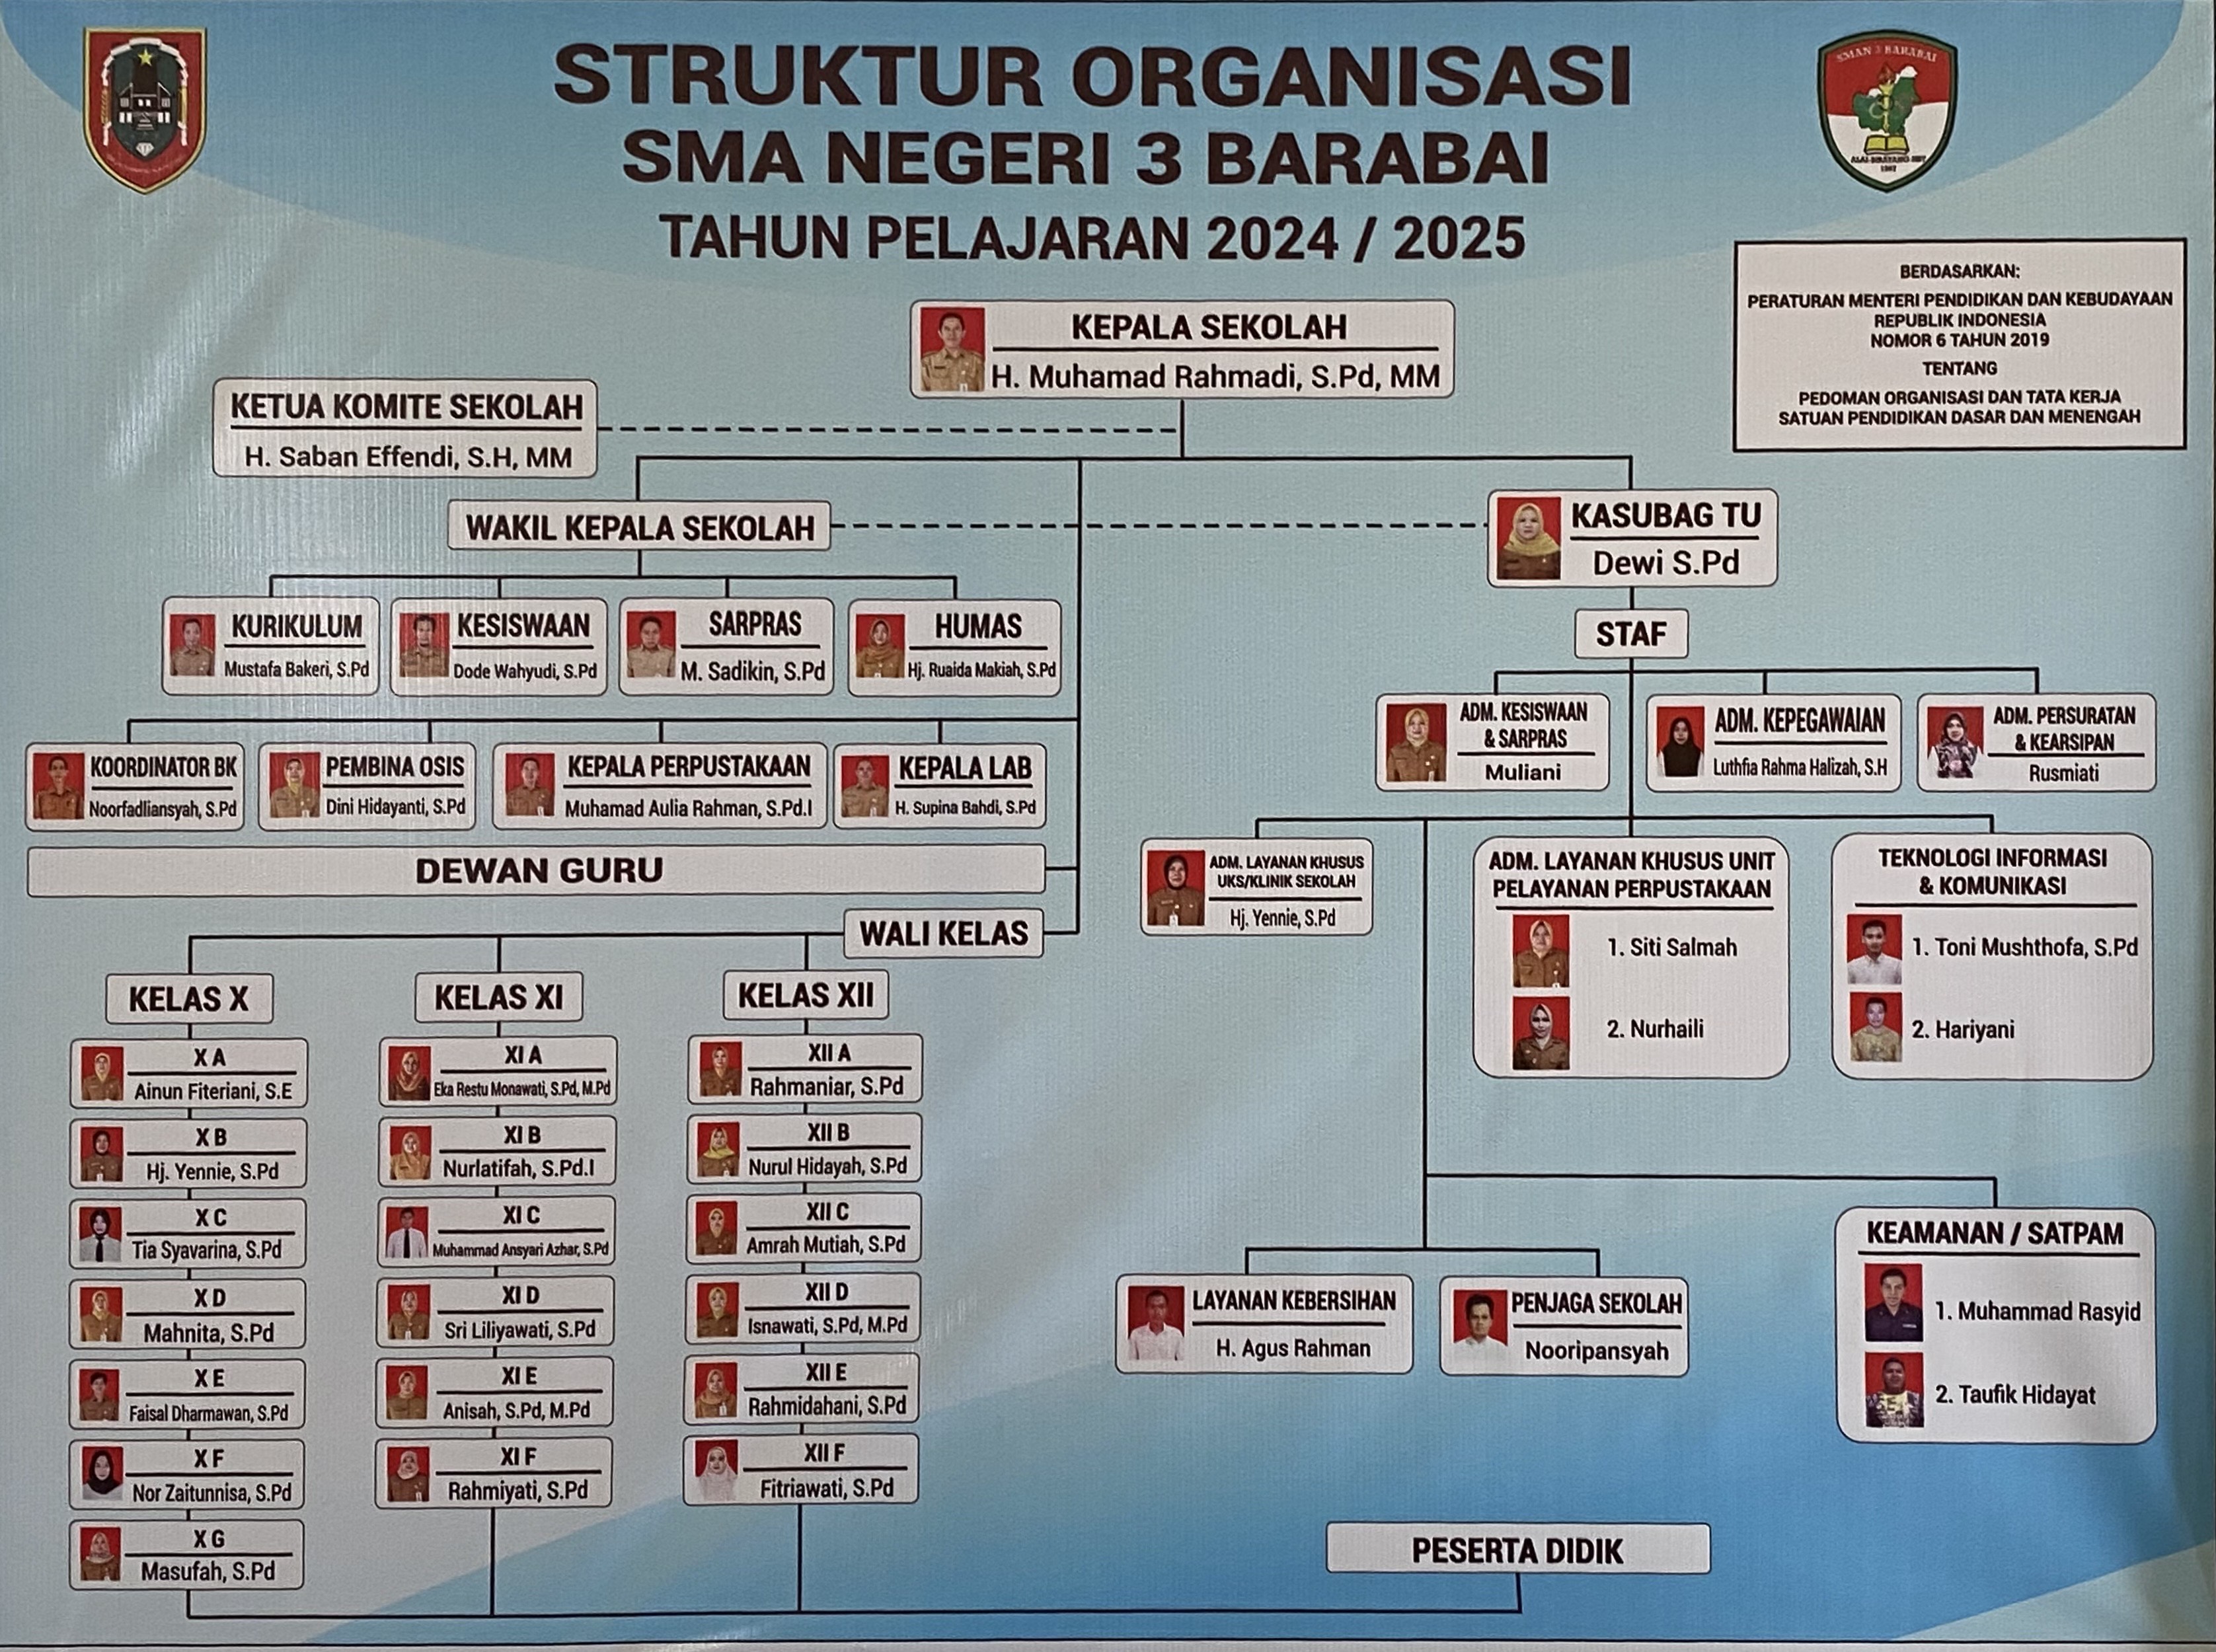 STRUKTUR ORGANISASI
SMA NEGERI 3 BARABAI
TAHUN PELAJARAN 2024 / 2025
SMAN 3 BARABAI
1967
BERDASARKAN:
PERATURAN MENTERI PENDIDIKAN DAN KEBUDAYAAN
REPUBLIK INDONESIA
NOMOR 6 TAHUN 2019
TENTANG
PEDOMAN ORGANISASI DAN TATA KERJA
SATUAN PENDIDIKAN DASAR DAN MENENGAH
KEPALA SEKOLAH
H. Muhamad Rahmadi, S.Pd, MM
KETUA KOMITE SEKOLAH
H. Saban Effendi, S.H, MM
WAKIL KEPALA SEKOLAH
KASUBAG TU
Dewi S.Pd
KURIKULUM
Mustafa Bakeri, S.Pd
KESISWAAN
Dode Wahyudi, S.Pd
SARPRAS
M. Sadikin, S.Pd
HUMAS
Hj. Ruaida Makiah, S.Pd
STAF
ADM. KESISWAAN
& SARPRAS
Muliani
ADM. KEPEGAWAIAN
Luthfia Rahma Halizah, S.H
ADM. PERSURATAN
& KEARSIPAN
Rusmiati
KOORDINATOR BK
Noorfadliansyah, S.Pd
PEMBINA OSIS
Dini Hidayanti, S.Pd
KEPALA PERPUSTAKAAN
Muhamad Aulia Rahman, S.Pd.I
KEPALA LAB
H. Supina Bahdi, S.Pd
DEWAN GURU
ADM. LAYANAN KHUSUS
UKS/KLINIK SEKOLAH
Hj. Yennie, S.Pd
ADM. LAYANAN KHUSUS UNIT
PELAYANAN PERPUSTAKAAN
1. Siti Salmah
2. Nurhaili
TEKNOLOGI INFORMASI
& KOMUNIKASI
1. Toni Mushthofa, S.Pd
2. Hariyani
WALI KELAS
KELAS X
X A
Ainun Fiteriani, S.E
X B
Hj. Yennie, S.Pd
X C
Tia Syavarina, S.Pd
X D
Mahnita, S.Pd
X E
Faisal Dharmawan, S.Pd
X F
Nor Zaitunnisa, S.Pd
X G
Masufah, S.Pd
KELAS XI
XI A
Eka Restu Monawati, S.Pd, M.Pd
XI B
Nurlatifah, S.Pd.I
XI C
Muhammad Ansyari Azhar, S.Pd
XI D
Sri Liliyawati, S.Pd
XI E
Anisah, S.Pd, M.Pd
XI F
Rahmiyati, S.Pd
KELAS XII
XII A
Rahmaniar, S.Pd
XII B
Nurul Hidayah, S.Pd
XII C
Amrah Mutiah, S.Pd
XII D
Isnawati, S.Pd, M.Pd
XII E
Rahmidahani, S.Pd
XII F
Fitriawati, S.Pd
LAYANAN KEBERSIHAN
H. Agus Rahman
PENJAGA SEKOLAH
Nooripansyah
KEAMANAN / SATPAM
1. Muhammad Rasyid
2. Taufik Hidayat
PESERTA DIDIK